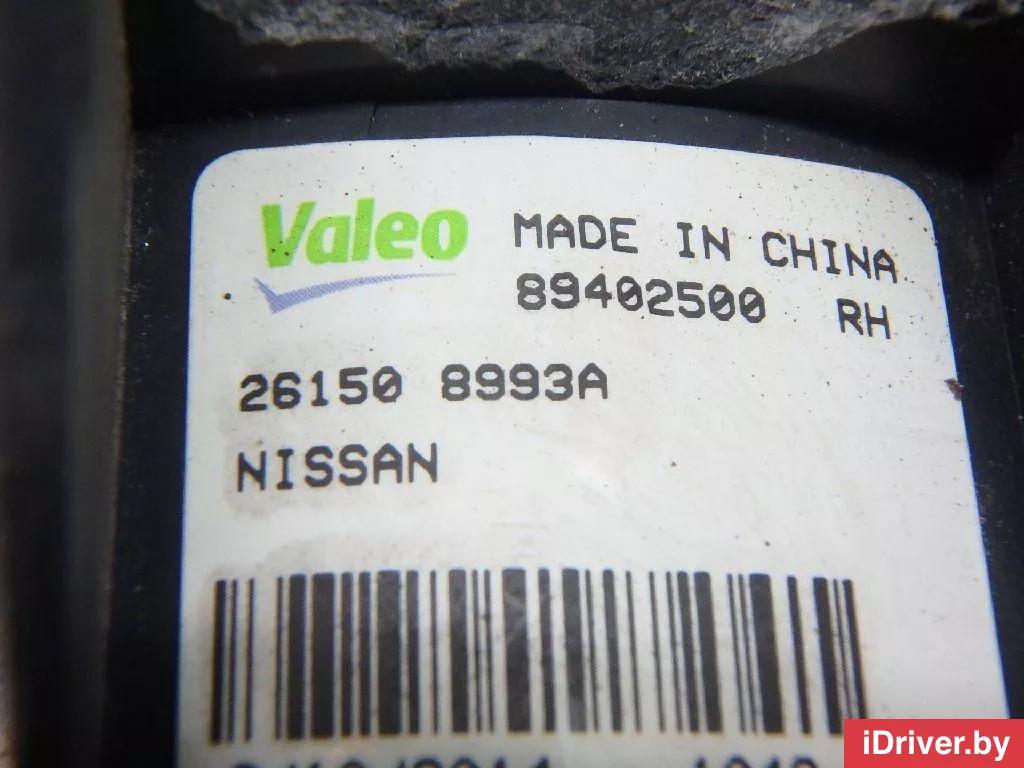 Valeo
MADE IN CHINA
89402500 RH
26150 8993A
NISSAN
iDriver.by